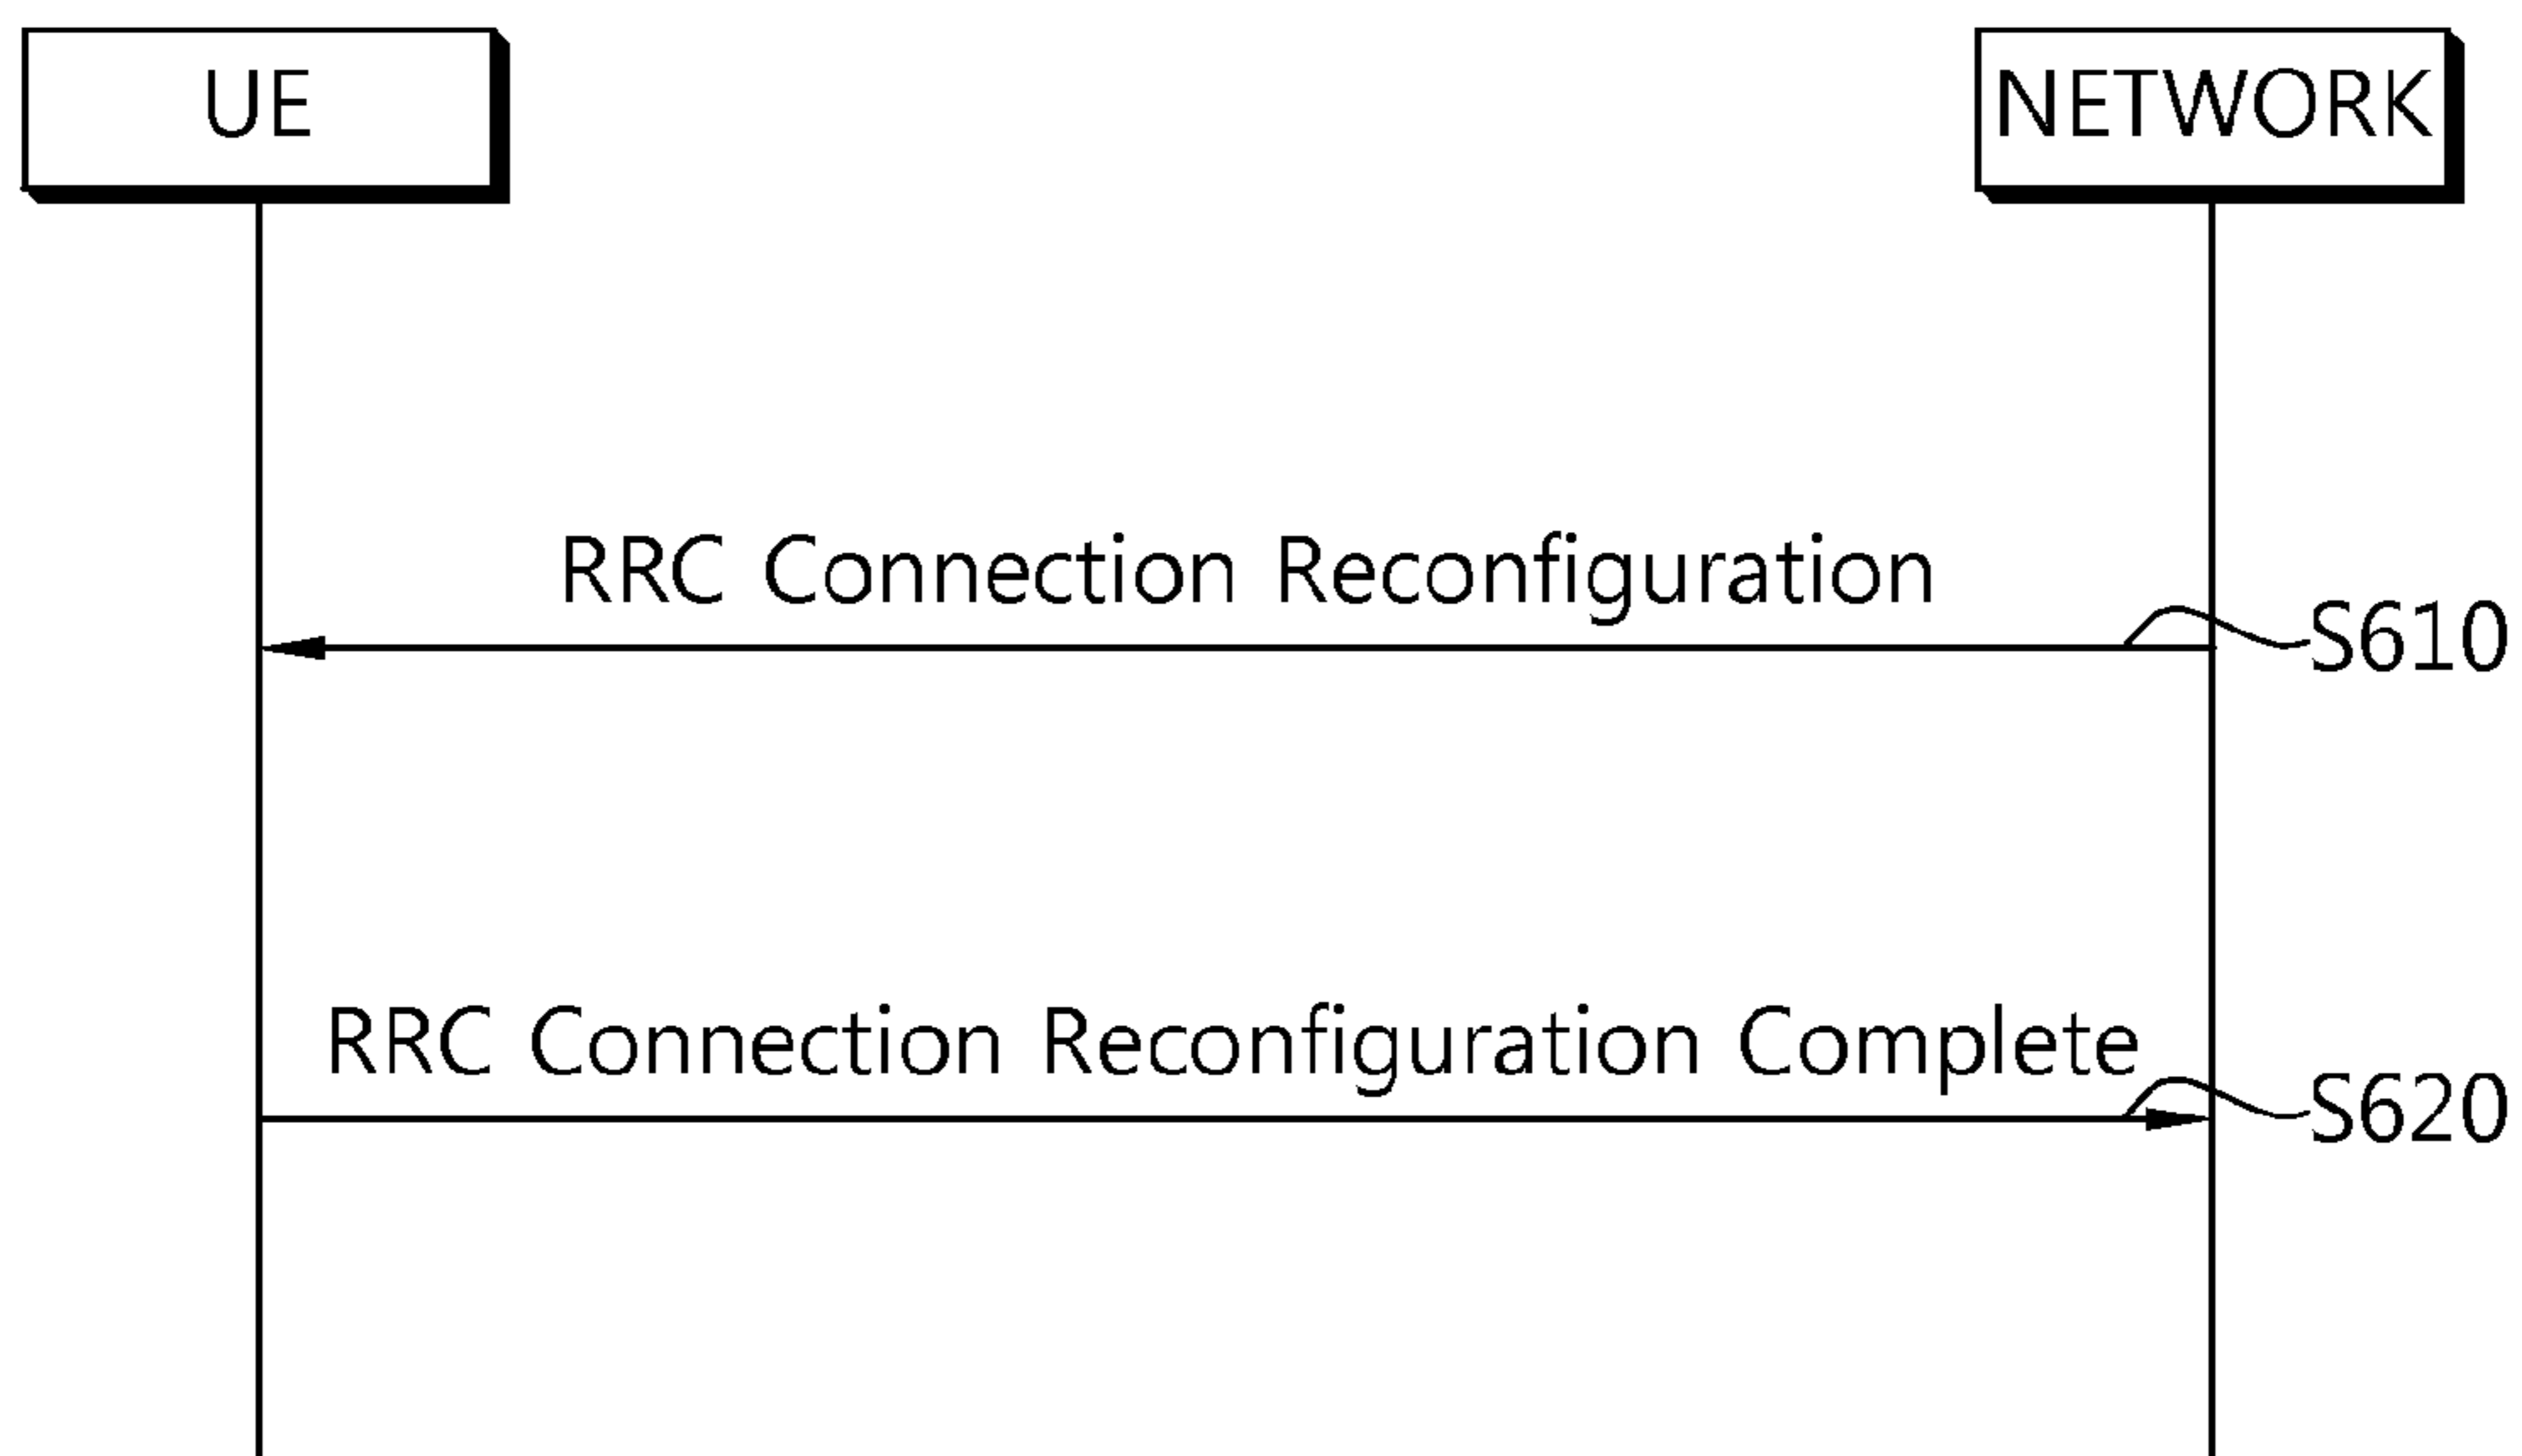 UE
NETWORK
RRC Connection Reconfiguration
S610
RRC Connection Reconfiguration Complete
S620